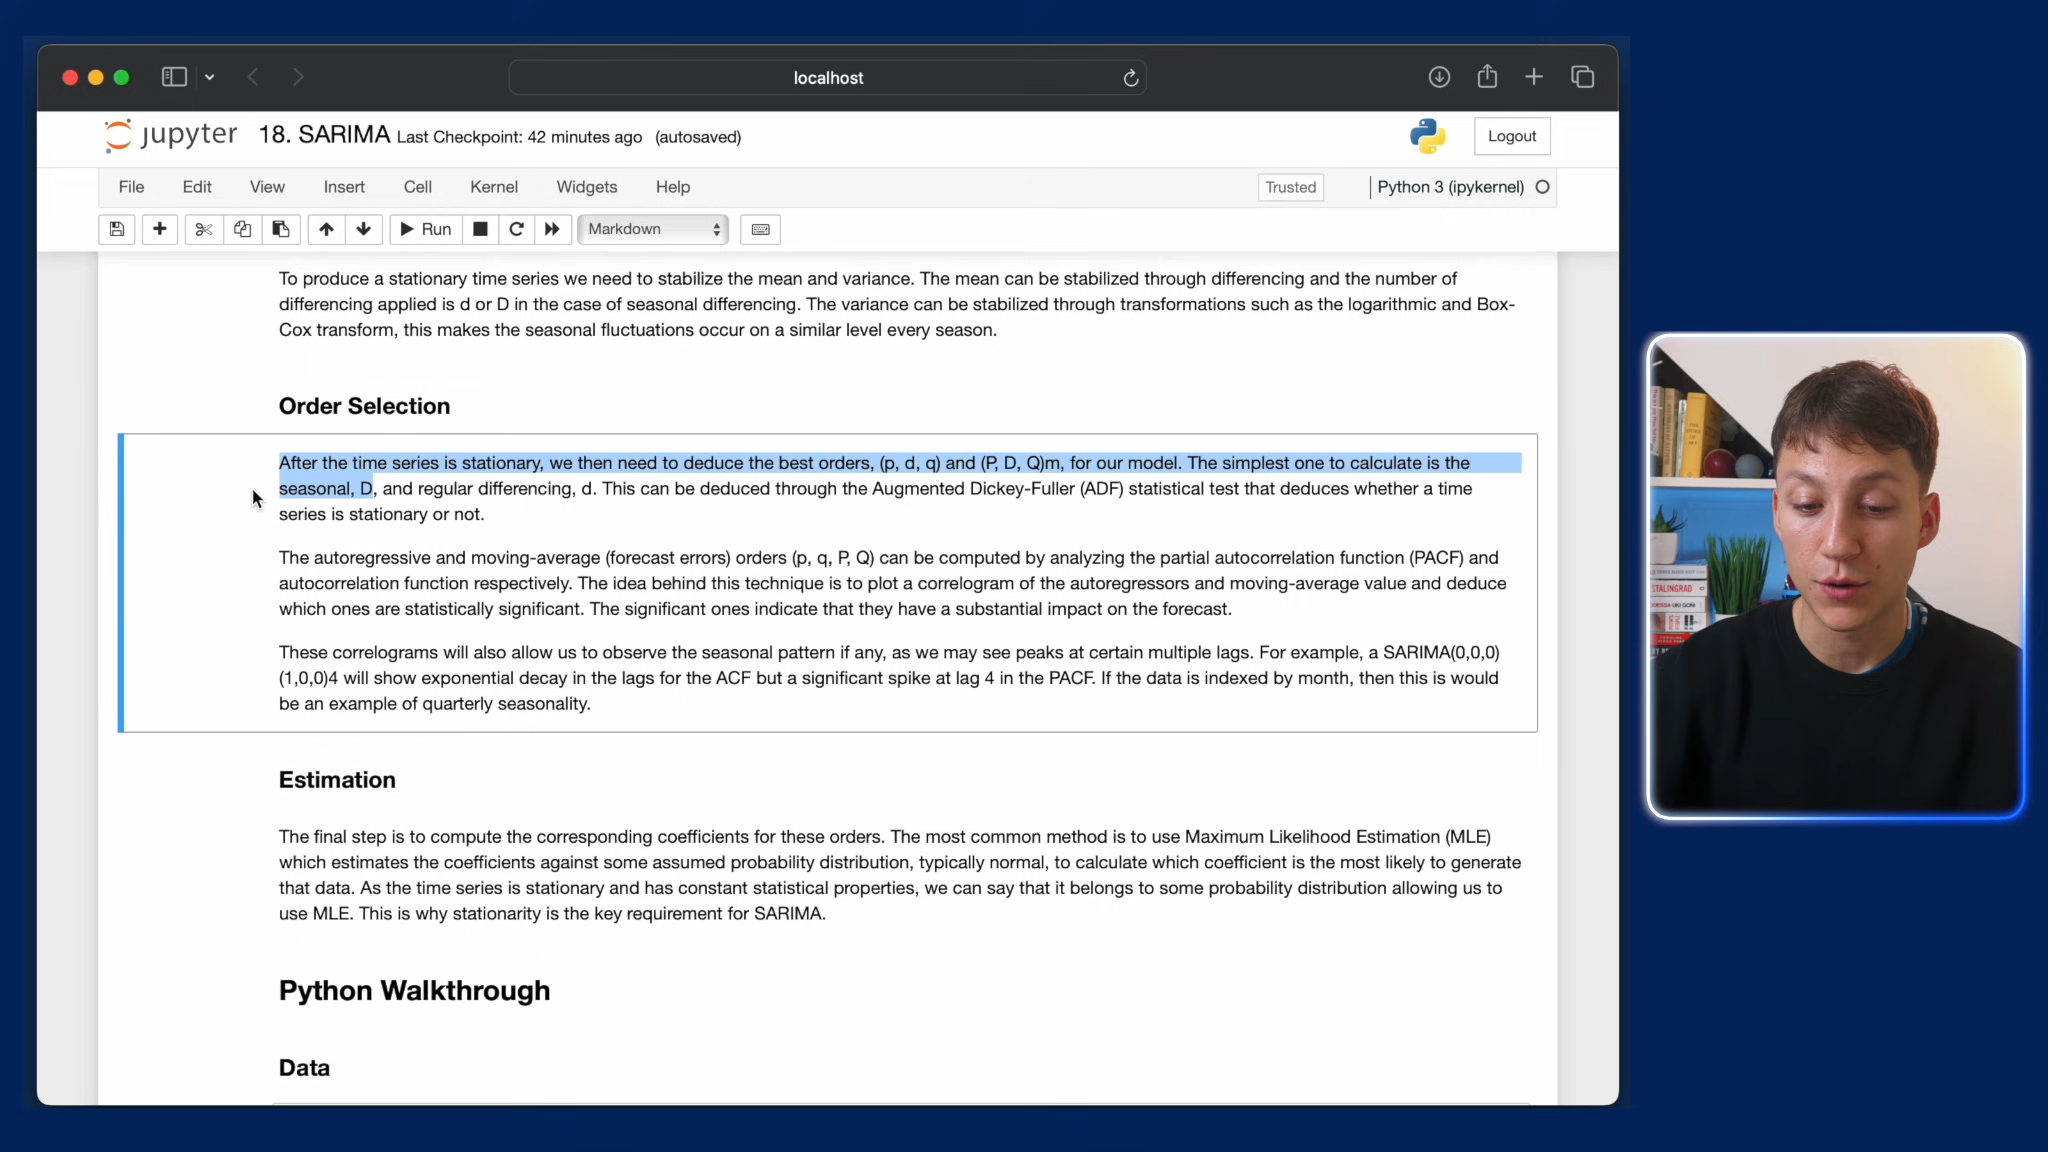 localhost
jupyter 18. SARIMA Last Checkpoint: 42 minutes ago (autosaved)
Logout
File Edit View Insert Cell Kernel Widgets Help
Trusted
Python 3 (ipykernel)
Run
Markdown
To produce a stationary time series we need to stabilize the mean and variance. The mean can be stabilized through differencing and the number of
differencing applied is d or D in the case of seasonal differencing. The variance can be stabilized through transformations such as the logarithmic and Box-
Cox transform, this makes the seasonal fluctuations occur on a similar level every season.
Order Selection
After the time series is stationary, we then need to deduce the best orders, (p, d, q) and (P, D, Q)m, for our model. The simplest one to calculate is the
seasonal, D, and regular differencing, d. This can be deduced through the Augmented Dickey-Fuller (ADF) statistical test that deduces whether a time
series is stationary or not.
The autoregressive and moving-average (forecast errors) orders (p, q, P, Q) can be computed by analyzing the partial autocorrelation function (PACF) and
autocorrelation function respectively. The idea behind this technique is to plot a correlogram of the autoregressors and moving-average value and deduce
which ones are statistically significant. The significant ones indicate that they have a substantial impact on the forecast.
These correlograms will also allow us to observe the seasonal pattern if any, as we may see peaks at certain multiple lags. For example, a SARIMA(0,0,0)
(1,0,0)4 will show exponential decay in the lags for the ACF but a significant spike at lag 4 in the PACF. If the data is indexed by month, then this is would
be an example of quarterly seasonality.
Estimation
The final step is to compute the corresponding coefficients for these orders. The most common method is to use Maximum Likelihood Estimation (MLE)
which estimates the coefficients against some assumed probability distribution, typically normal, to calculate which coefficient is the most likely to generate
that data. As the time series is stationary and has constant statistical properties, we can say that it belongs to some probability distribution allowing us to
use MLE. This is why stationarity is the key requirement for SARIMA.
Python Walkthrough
Data
STALINGRAD